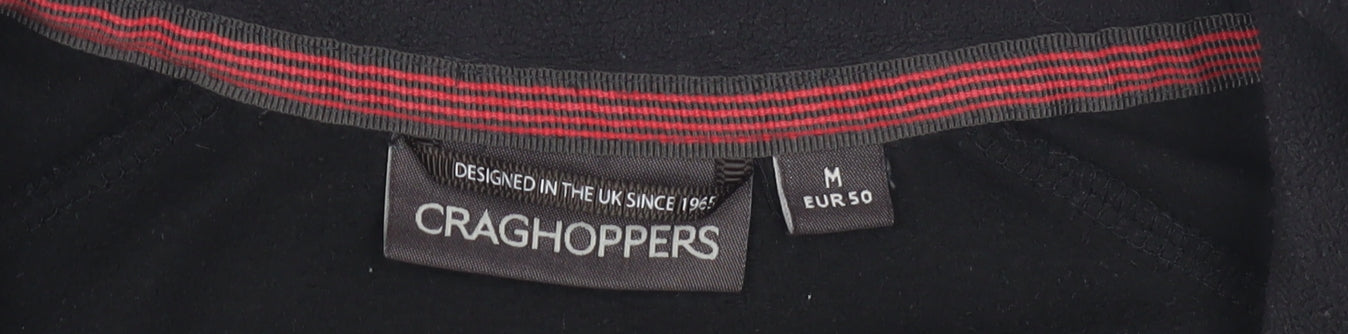 DESIGNED IN THE UK SINCE 1965
CRAGHOPPERS
M
EUR 50